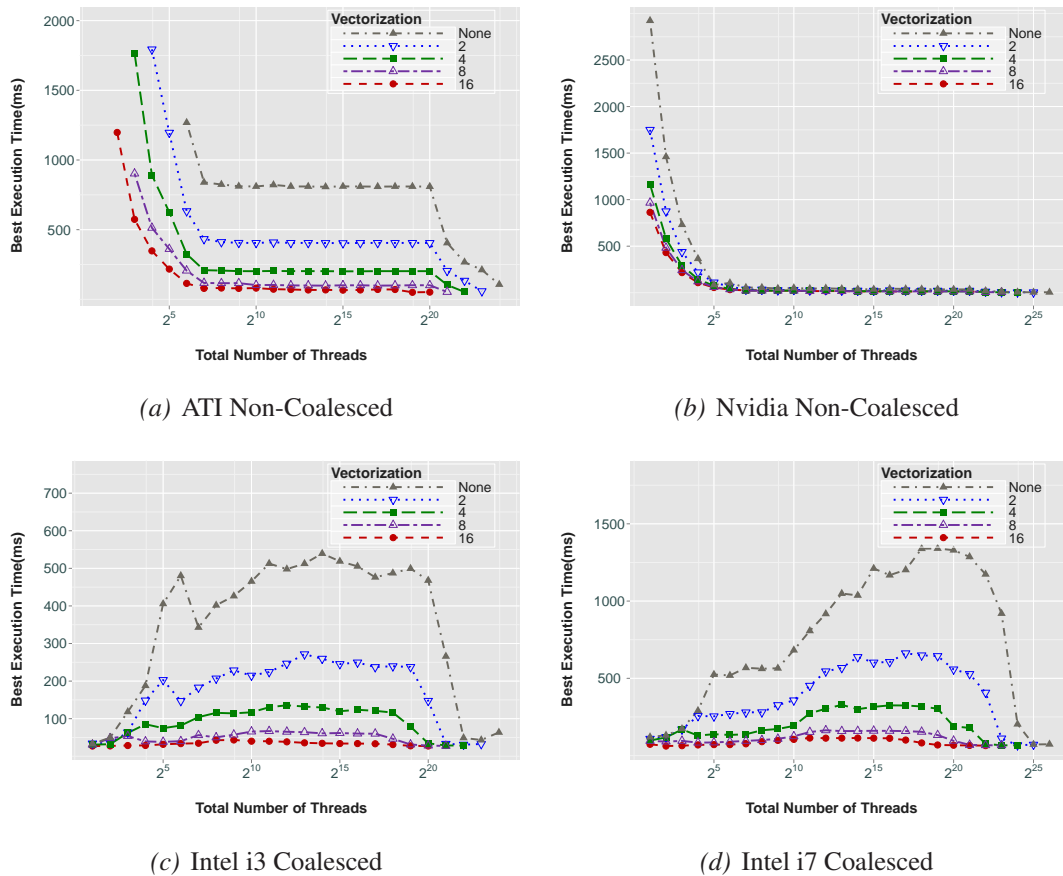 Vectorization
None
2
4
8
16
Best Execution Time(ms)
2000
1500
1000
500
2^5 2^10 2^15 2^20
Total Number of Threads
(a) ATI Non-Coalesced
Vectorization
None
2
4
8
16
Best Execution Time(ms)
2500
2000
1500
1000
500
2^5 2^10 2^15 2^20 2^25
Total Number of Threads
(b) Nvidia Non-Coalesced
Vectorization
None
2
4
8
16
Best Execution Time(ms)
700
600
500
400
300
200
100
2^5 2^10 2^15 2^20
Total Number of Threads
(c) Intel i3 Coalesced
Vectorization
None
2
4
8
16
Best Execution Time(ms)
1500
1000
500
2^5 2^10 2^15 2^20 2^25
Total Number of Threads
(d) Intel i7 Coalesced